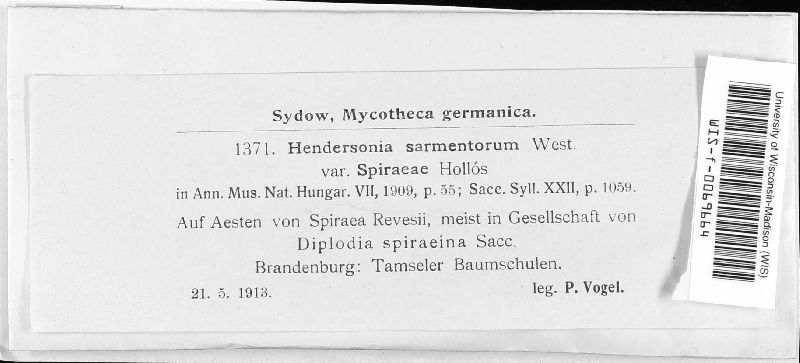 Sydow, Mycotheca germanica.
1371. Hendersonia sarmentorum West.
var. Spiraeae Hollós
in Ann. Mus. Nat. Hungar. VII, 1909, p. 55; Sacc. Syll. XXII, p. 1059.
Auf Aesten von Spiraea Revesii, meist in Gesellschaft von
Diplodia spiraeina Sacc.
Brandenburg: Tamseler Baumschulen.
21. 5. 1913. leg. P. Vogel.
University of Wisconsin-Madison (WIS)
WIS-f-0069664